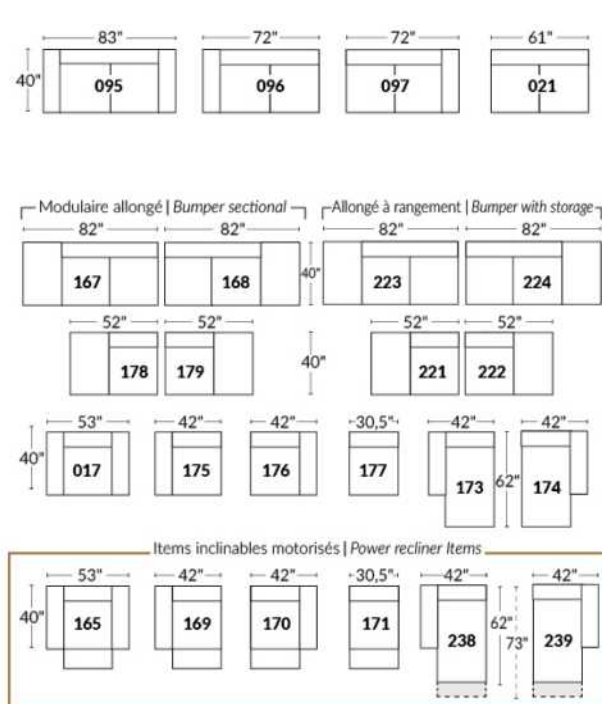 83" 72" 72" 61"
40" 095 096 097 021
Modulaire allongé | Bumper sectional Allongé à rangement | Bumper with storage
82" 82" 82" 82"
167 168 40" 223 224
52" 52" 52" 52"
178 179 40" 221 222
53" 42" 42" 30,5" 42" 42"
40" 017 175 176 177 173 62" 174
Items inclinables motorisés | Power recliner Items
53" 42" 42" 30,5" 42" 42"
40" 165 169 170 171 238 62" 73" 239